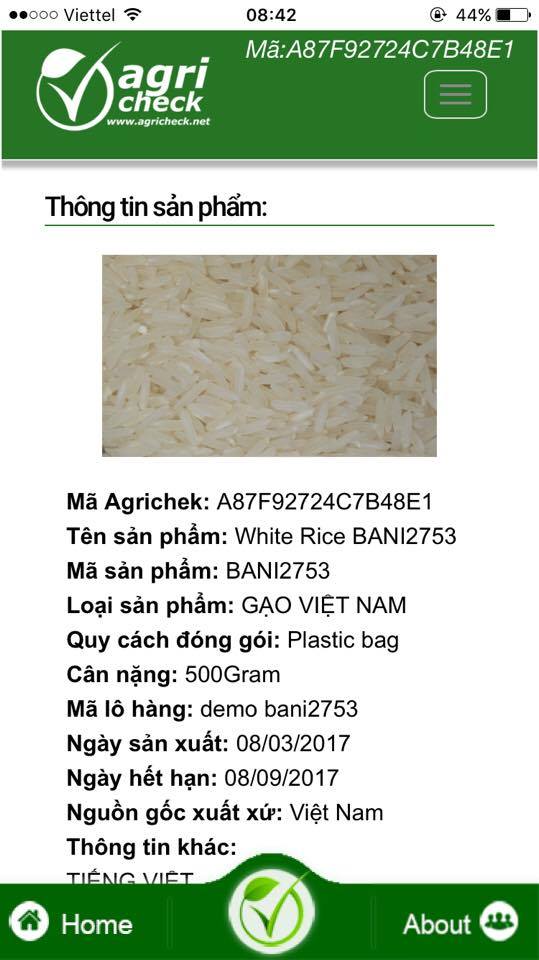 Viettel 08:42 44%
Mã:A87F92724C7B48E1
agri
check
www.agricheck.net
Thông tin sản phẩm:
Mã Agrichek: A87F92724C7B48E1
Tên sản phẩm: White Rice BANI2753
Mã sản phẩm: BANI2753
Loại sản phẩm: GẠO VIỆT NAM
Quy cách đóng gói: Plastic bag
Cân nặng: 500Gram
Mã lô hàng: demo bani2753
Ngày sản xuất: 08/03/2017
Ngày hết hạn: 08/09/2017
Nguồn gốc xuất xứ: Việt Nam
Thông tin khác:
TIẾNG VIỆT
Home About